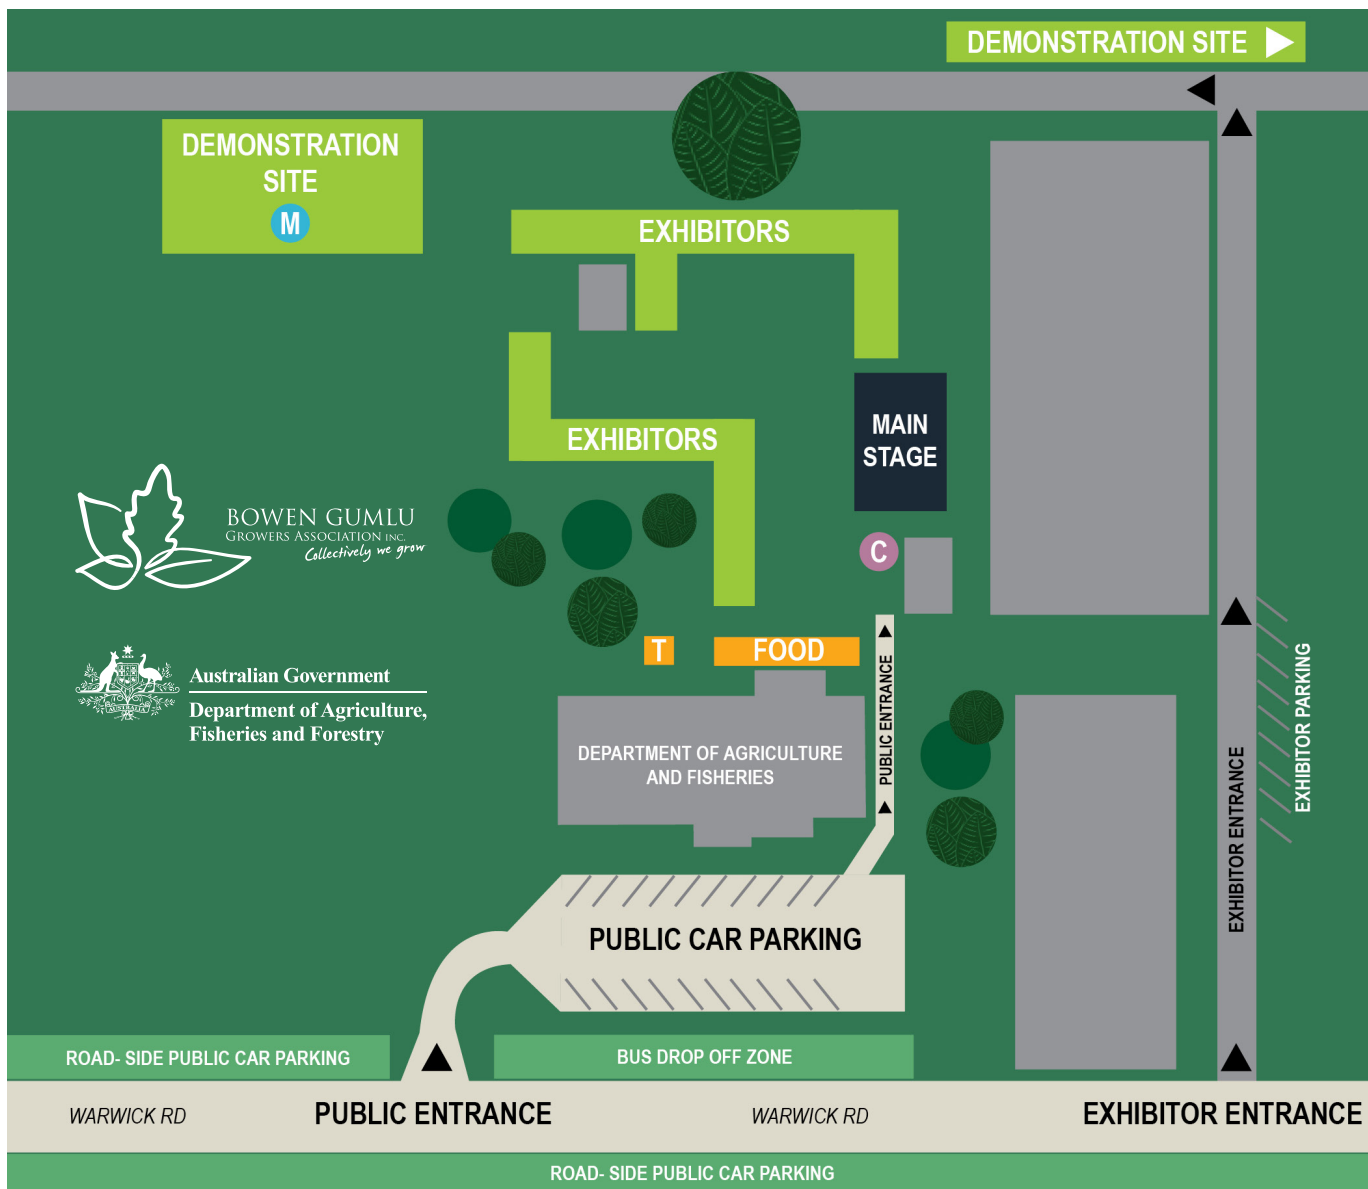 DEMONSTRATION SITE
DEMONSTRATION
SITE
M
EXHIBITORS
MAIN
STAGE
EXHIBITORS
C
BOWEN GUMLU
GROWERS ASSOCIATION INC.
Collectively we grow
AUSTRALIA
Australian Government
Department of Agriculture,
Fisheries and Forestry
T
FOOD
PUBLIC ENTRANCE
EXHIBITOR PARKING
DEPARTMENT OF AGRICULTURE
AND FISHERIES
EXHIBITOR ENTRANCE
PUBLIC CAR PARKING
ROAD- SIDE PUBLIC CAR PARKING
BUS DROP OFF ZONE
WARWICK RD
PUBLIC ENTRANCE
WARWICK RD
EXHIBITOR ENTRANCE
ROAD- SIDE PUBLIC CAR PARKING